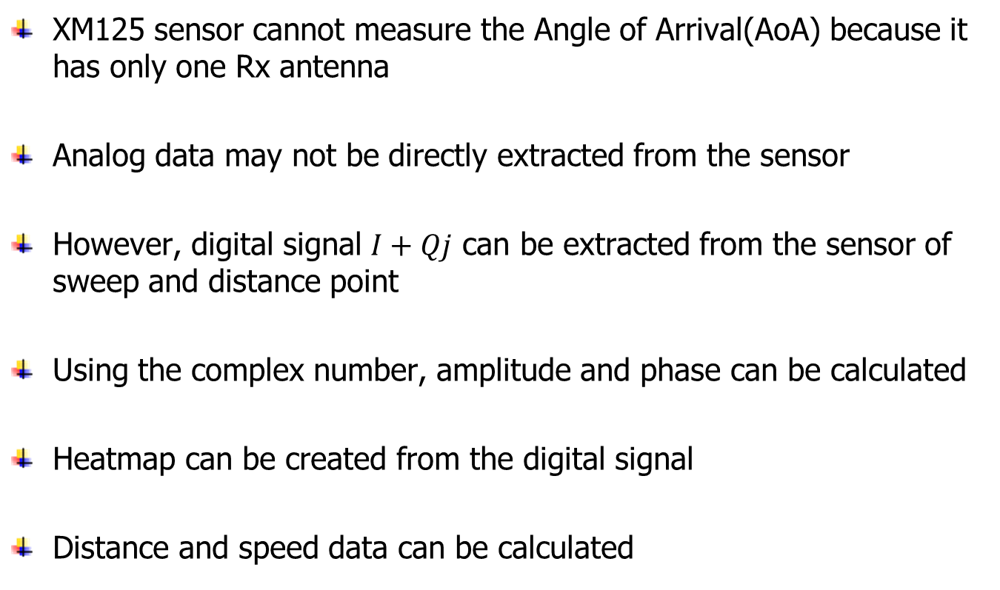 XM125 sensor cannot measure the Angle of Arrival(AoA) because it
has only one Rx antenna
Analog data may not be directly extracted from the sensor
However, digital signal I + Qj can be extracted from the sensor of
sweep and distance point
Using the complex number, amplitude and phase can be calculated
Heatmap can be created from the digital signal
Distance and speed data can be calculated